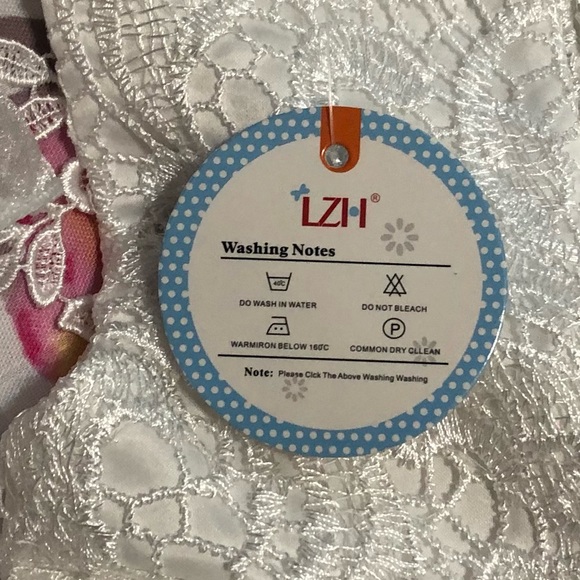 LZH®
Washing Notes
40℃
DO WASH IN WATER
DO NOT BLEACH
P
WARMIRON BELOW 160℃
COMMON DRY CLLEAN
Note: Please Clck The Above Washing Washing